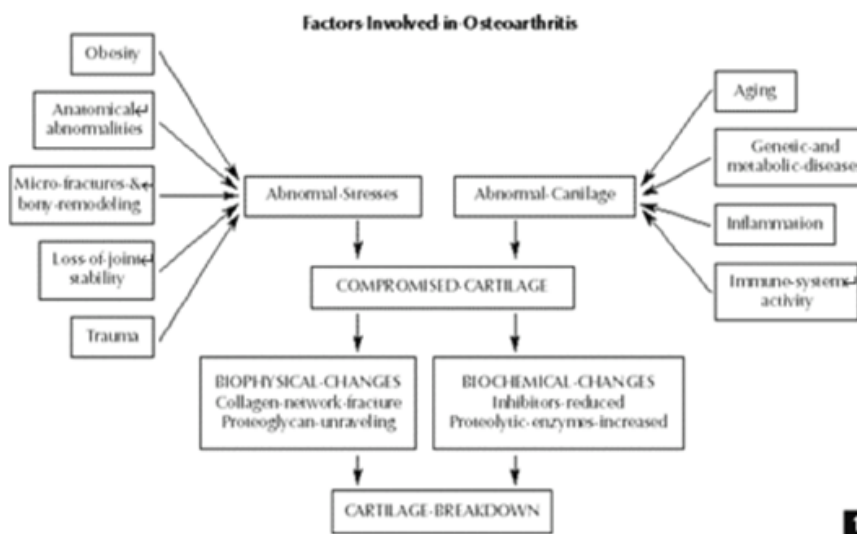 Factors Involved in Osteoarthritis
Obesity
Anatomical↵
abnormalities
Micro-fractures-&↵
bony-remodeling
Loss-of-joint↵
stability
Trauma
Abnormal-Stresses
Abnormal-Cartilage
Aging
Genetic-and
metabolic-disease
Inflammation
Immune-system↵
activity
COMPROMISED-CARTILAGE
BIOPHYSICAL-CHANGES
Collagen-network-fracture
Proteoglycan-unraveling
BIOCHEMICAL-CHANGES
Inhibitors-reduced
Proteolytic-enzymes-increased
CARTILAGE-BREAKDOWN
1